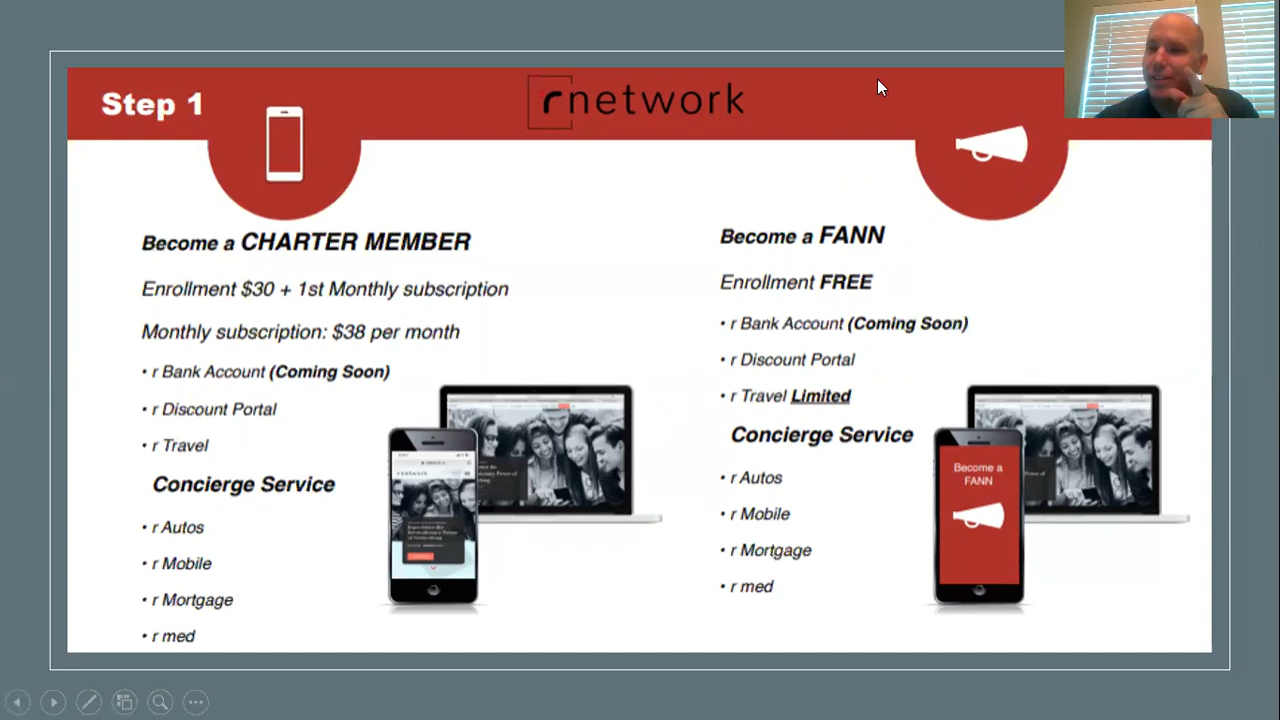 Step 1
rnetwork
Become a CHARTER MEMBER
Enrollment $30 + 1st Monthly subscription
Monthly subscription: $38 per month
• r Bank Account (Coming Soon)
• r Discount Portal
• r Travel
Concierge Service
• r Autos
• r Mobile
• r Mortgage
• r med
Become a FANN
Enrollment FREE
• r Bank Account (Coming Soon)
• r Discount Portal
• r Travel Limited
Concierge Service
• r Autos
• r Mobile
• r Mortgage
• r med
rnetwork
Become a
FANN